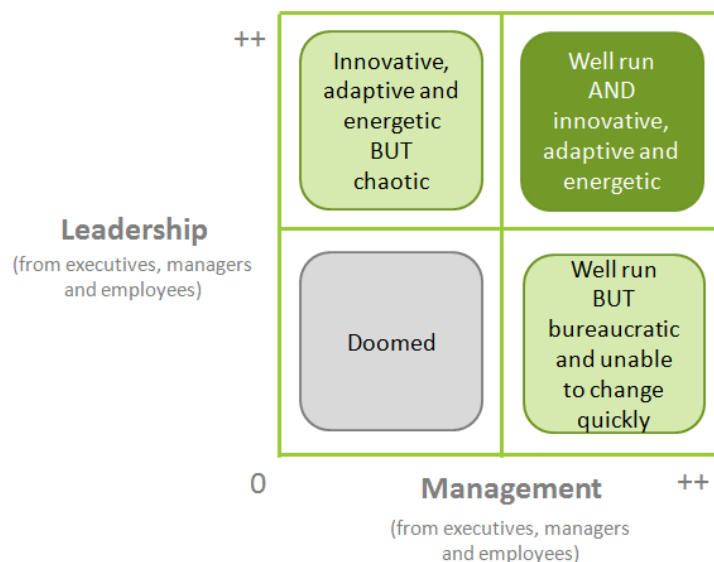 ++
Innovative,
adaptive and
energetic
BUT
chaotic
Well run
AND
innovative,
adaptive and
energetic
Leadership
(from executives, managers
and employees)
Doomed
Well run
BUT
bureaucratic
and unable
to change
quickly
0
Management
++
(from executives, managers
and employees)